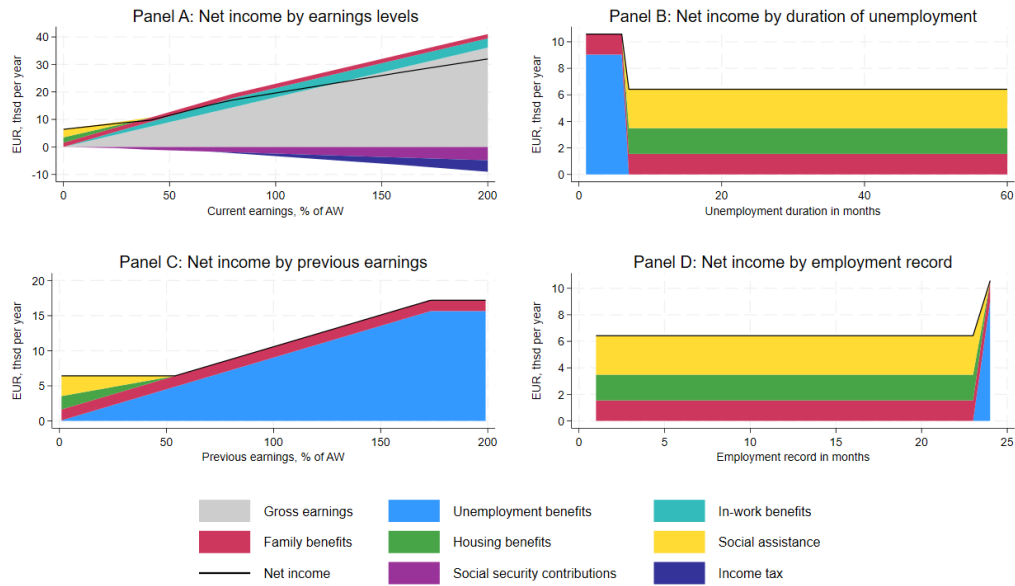 Panel A: Net income by earnings levels
EUR, thsd per year
40
30
20
10
0
-10
0
50
100
150
200
Current earnings, % of AW
Panel B: Net income by duration of unemployment
EUR, thsd per year
10
8
6
4
2
0
0
20
40
60
Unemployment duration in months
Panel C: Net income by previous earnings
EUR, thsd per year
20
15
10
5
0
0
50
100
150
200
Previous earnings, % of AW
Panel D: Net income by employment record
EUR, thsd per year
10
8
6
4
2
0
0
5
10
15
20
25
Employment record in months
Gross earnings
Unemployment benefits
In-work benefits
Family benefits
Housing benefits
Social assistance
Net income
Social security contributions
Income tax